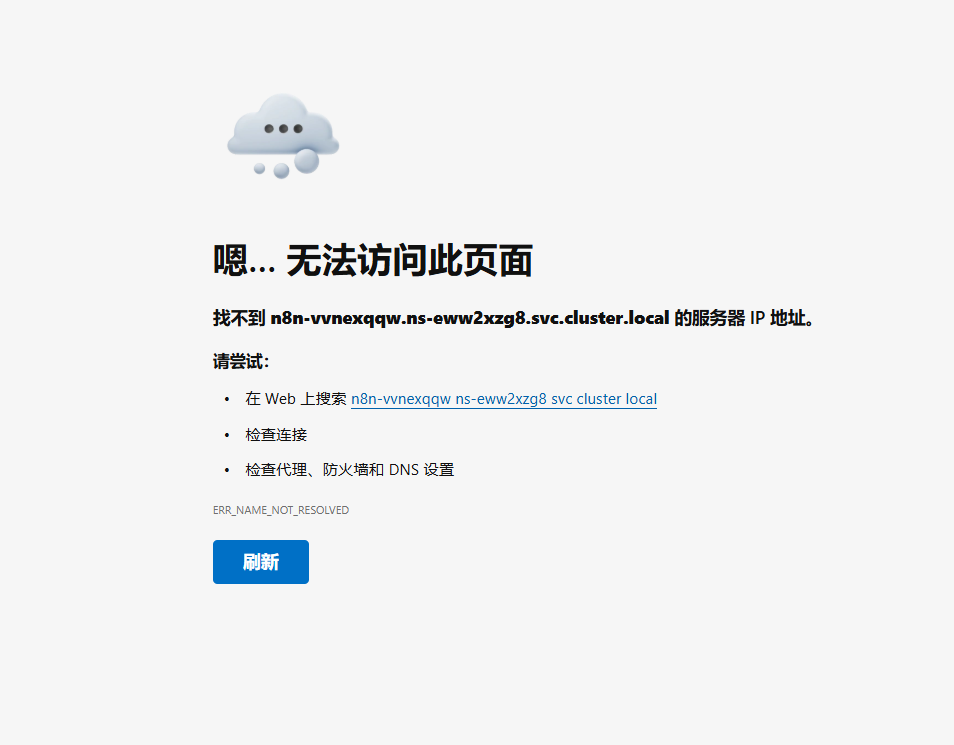 嗯… 无法访问此页面
找不到 n8n-vvnexqqw.ns-eww2xzg8.svc.cluster.local 的服务器 IP 地址。
请尝试：
• 在 Web 上搜索 n8n-vvnexqqw ns-eww2xzg8 svc cluster local
• 检查连接
• 检查代理、防火墙和 DNS 设置
ERR_NAME_NOT_RESOLVED
刷新